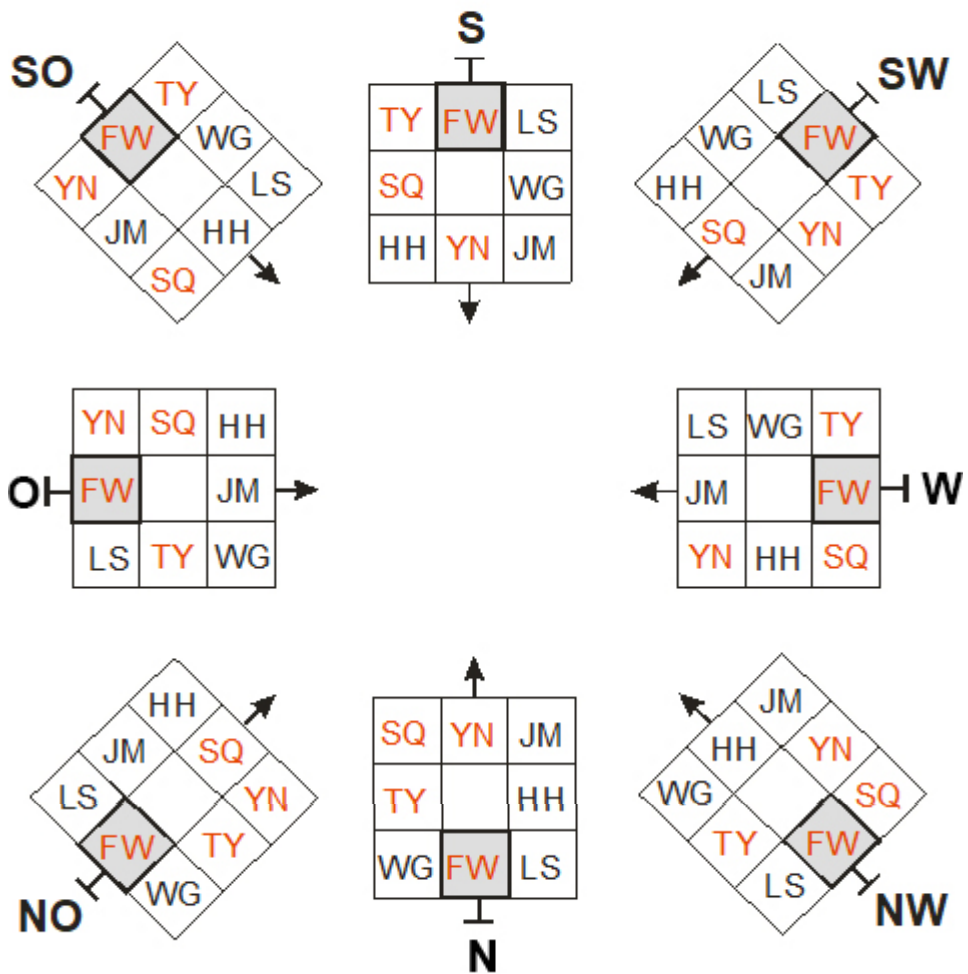 S
SO
TY
FW
WG
YN
LS
JM
HH
SQ
TY FW LS
SQ WG
HH YN JM
SW
LS
WG
FW
HH
TY
SQ
YN
JM
YN SQ HH
O FW JM
LS TY WG
LS WG TY
JM FW W
YN HH SQ
HH
JM
SQ
LS
YN
FW
TY
WG
NO
SQ YN JM
TY HH
WG FW LS
N
JM
HH
YN
WG
SQ
TY
FW
LS
NW